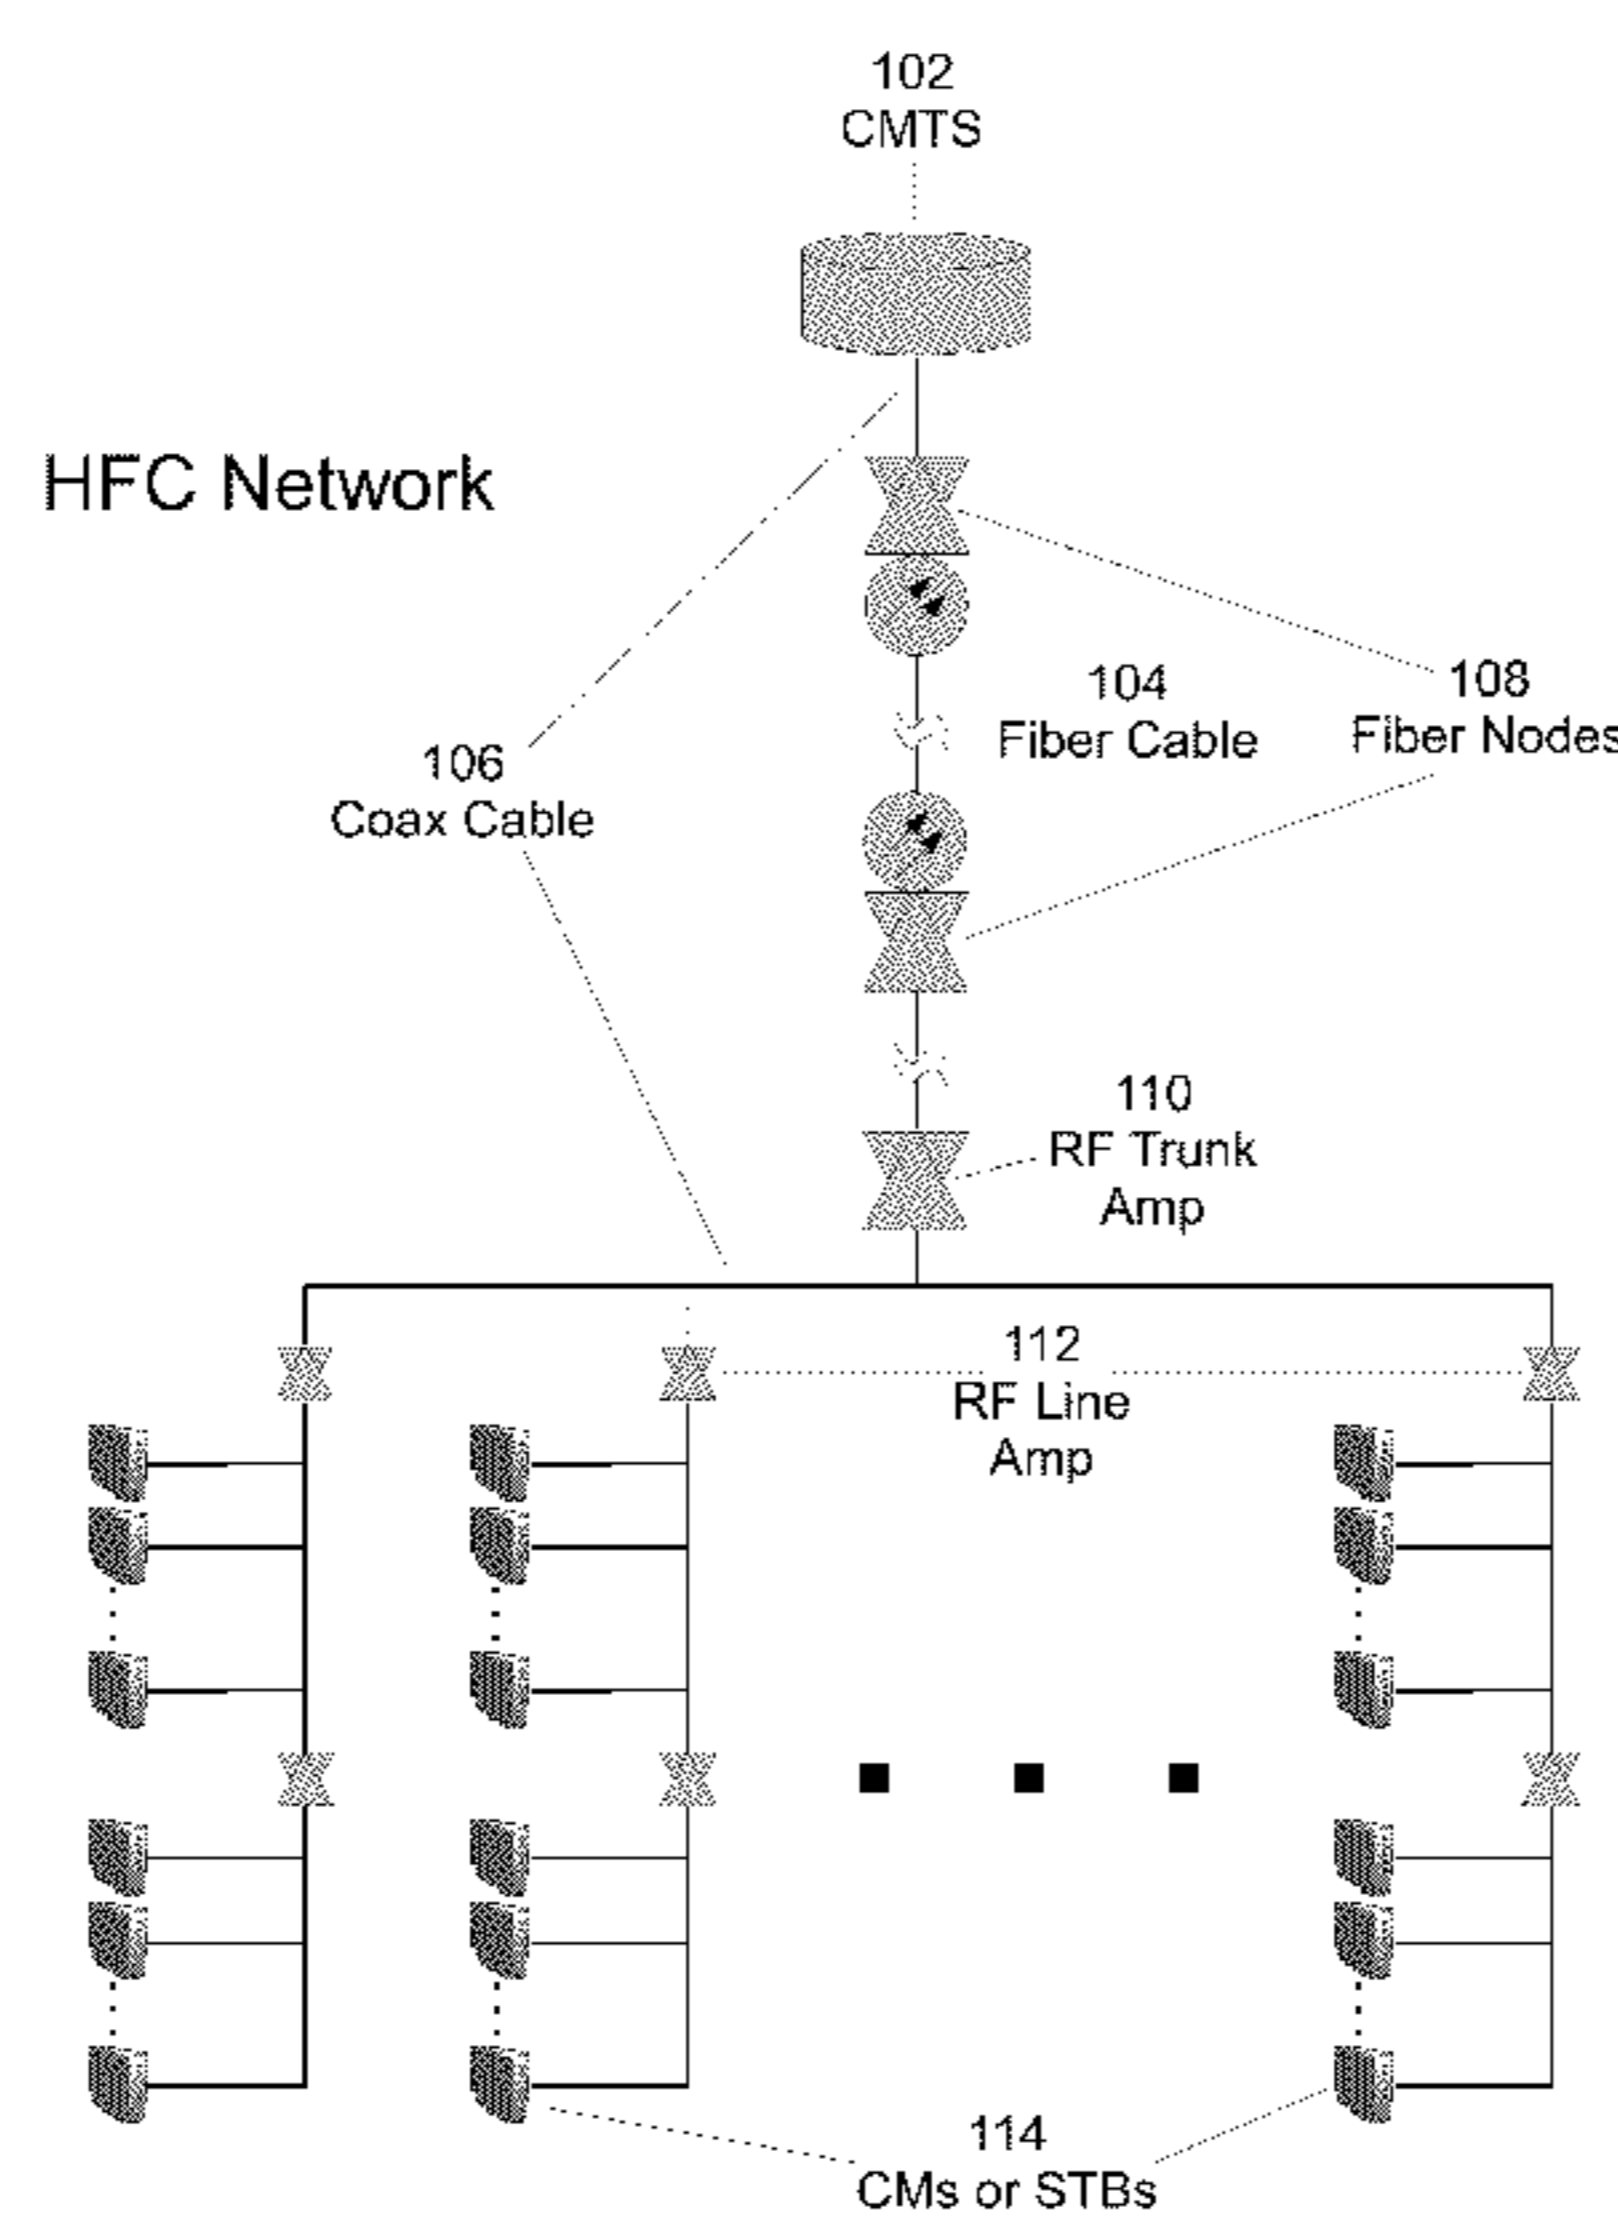 102
CMTS
HFC Network
104
Fiber Cable
108
Fiber Nodes
106
Coax Cable
110
RF Trunk
Amp
112
RF Line
Amp
114
CMs or STBs